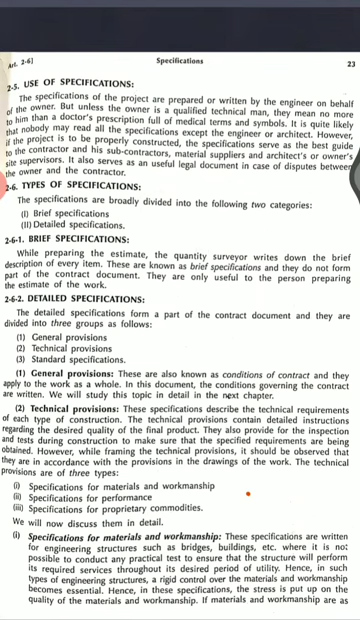 Art. 2-6]
Specifications
23
2-5. USE OF SPECIFICATIONS:
The specifications of the project are prepared or written by the engineer on behalf
of the owner. But unless the owner is a qualified technical man, they mean no more
to him than a doctor's prescription full of medical terms and symbols. It is quite likely
that nobody may read all the specifications except the engineer or architect. However,
if the project is to be properly constructed, the specifications serve as the best guide
to the contractor and his sub-contractors, material suppliers and architect's or owner's
site supervisors. It also serves as an useful legal document in case of disputes between
the owner and the contractor.
2-6. TYPES OF SPECIFICATIONS:
The specifications are broadly divided into the following two categories:
(I) Brief specifications
(II) Detailed specifications.
2-6-1. BRIEF SPECIFICATIONS:
While preparing the estimate, the quantity surveyor writes down the brief
description of every item. These are known as brief specifications and they do not form
part of the contract document. They are only useful to the person preparing
the estimate of the work.
2-6-2. DETAILED SPECIFICATIONS:
The detailed specifications form a part of the contract document and they are
divided into three groups as follows:
(1) General provisions
(2) Technical provisions
(3) Standard specifications.
(1) General provisions: These are also known as conditions of contract and they
apply to the work as a whole. In this document, the conditions governing the contract
are written. We will study this topic in detail in the next chapter.
(2) Technical provisions: These specifications describe the technical requirements
of each type of construction. The technical provisions contain detailed instructions
regarding the desired quality of the final product. They also provide for the inspection
and tests during construction to make sure that the specified requirements are being
obtained. However, while framing the technical provisions, it should be observed that
they are in accordance with the provisions in the drawings of the work. The technical
provisions are of three types:
(i) Specifications for materials and workmanship
(ii) Specifications for performance
(iii) Specifications for proprietary commodities.
We will now discuss them in detail.
(i) Specifications for materials and workmanship: These specifications are written
for engineering structures such as bridges, buildings, etc. where it is not
possible to conduct any practical test to ensure that the structure will perform
its required services throughout its desired period of utility. Hence, in such
types of engineering structures, a rigid control over the materials and workmanship
becomes essential. Hence, in these specifications, the stress is put up on the
quality of the materials and workmanship. If materials and workmanship are as